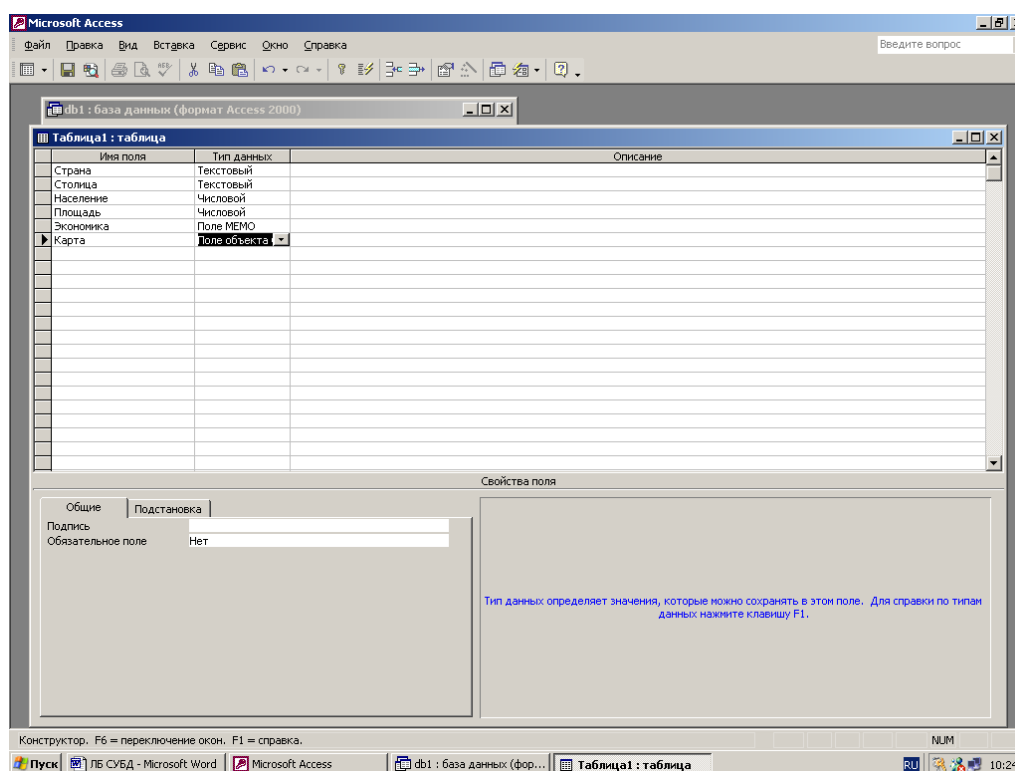 Microsoft Access
Файл Правка Вид Вставка Сервис Окно Справка Введите вопрос
db1 : база данных (формат Access 2000)
Таблица1 : таблица
Имя поля Тип данных Описание
Страна Текстовый
Столица Текстовый
Население Числовой
Площадь Числовой
Экономика Поле МЕМО
Карта Поле объекта
Свойства поля
Общие Подстановка
Подпись
Обязательное поле Нет
Тип данных определяет значения, которые можно сохранять в этом поле. Для справки по типам
данных нажмите клавишу F1.
Конструктор. F6 = переключение окон. F1 = справка. NUM
Пуск ЛБ СУБД - Microsoft Word Microsoft Access db1 : база данных (фор... Таблица1 : таблица RU 10:24